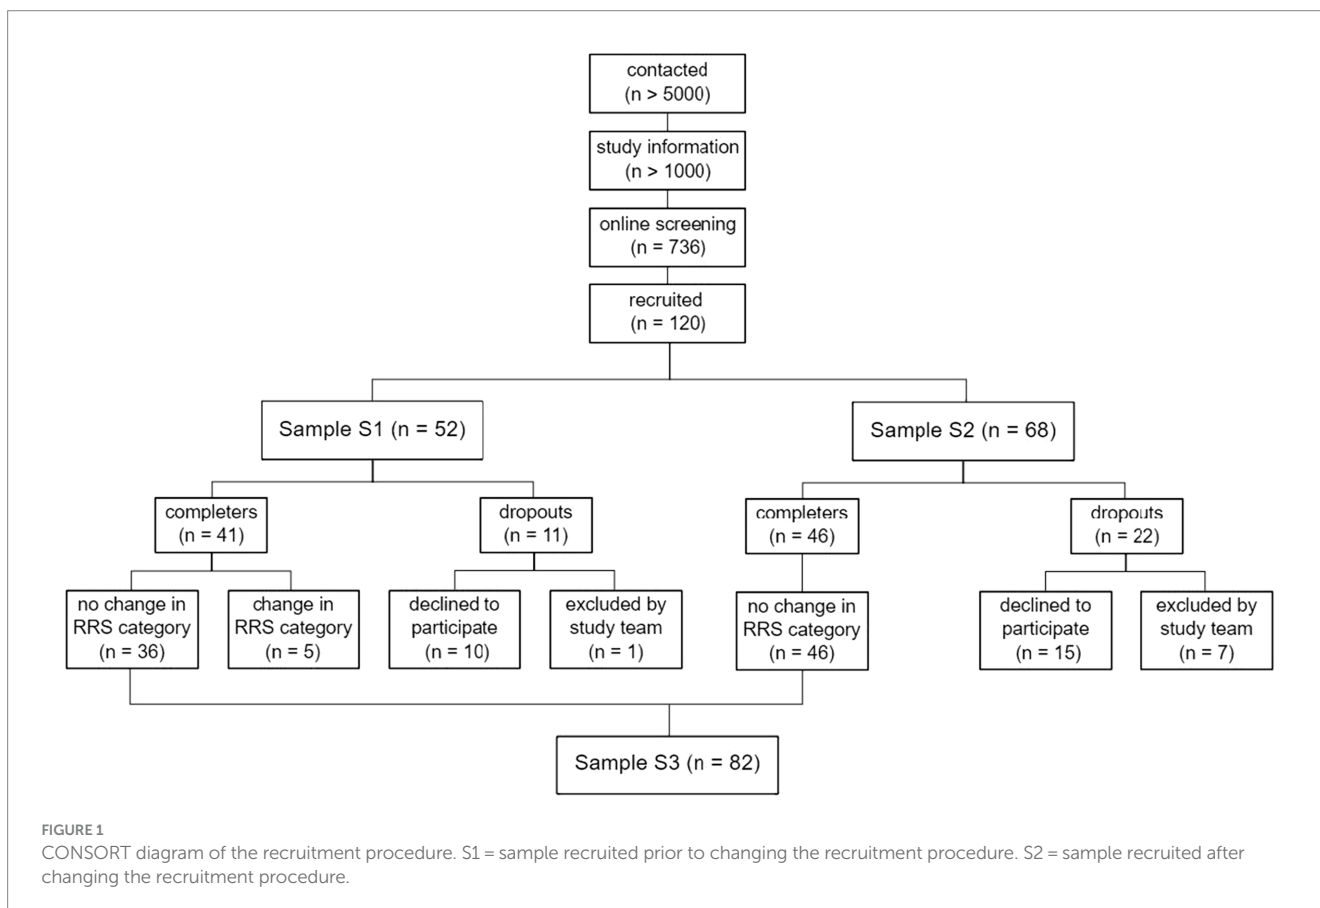 contacted
(n > 5000)
study information
(n > 1000)
online screening
(n = 736)
recruited
(n = 120)
Sample S1 (n = 52)
Sample S2 (n = 68)
completers
(n = 41)
dropouts
(n = 11)
completers
(n = 46)
dropouts
(n = 22)
no change in
RRS category
(n = 36)
change in
RRS category
(n = 5)
declined to
participate
(n = 10)
excluded by
study team
(n = 1)
no change in
RRS category
(n = 46)
declined to
participate
(n = 15)
excluded by
study team
(n = 7)
Sample S3 (n = 82)
FIGURE 1
CONSORT diagram of the recruitment procedure. S1 = sample recruited prior to changing the recruitment procedure. S2 = sample recruited after
changing the recruitment procedure.